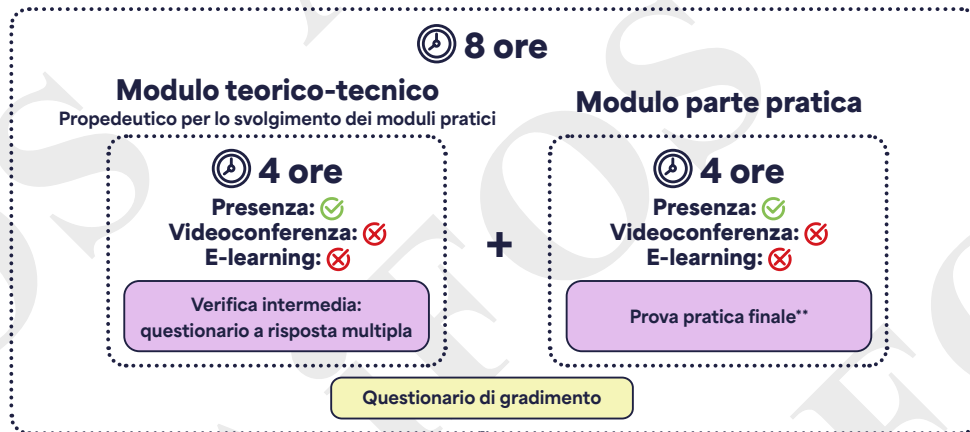 8 ore
Modulo teorico-tecnico
Propedeutico per lo svolgimento dei moduli pratici
4 ore
Presenza:
Videoconferenza:
E-learning:
Verifica intermedia:
questionario a risposta multipla
+
Modulo parte pratica
4 ore
Presenza:
Videoconferenza:
E-learning:
Prova pratica finale**
Questionario di gradimento